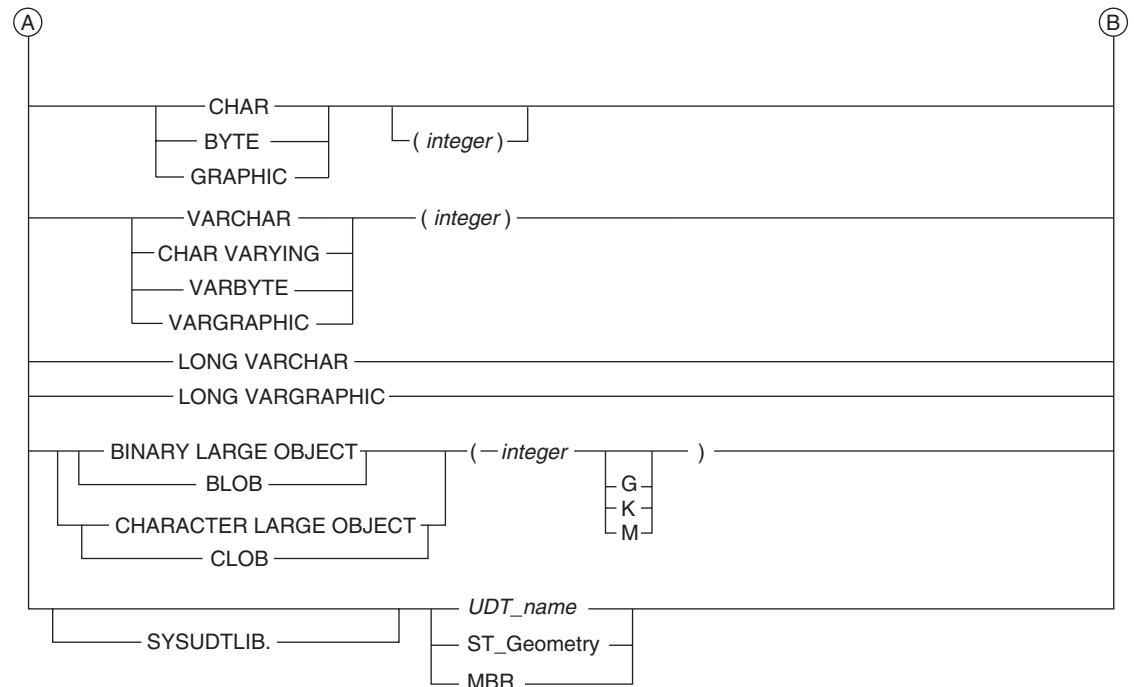 A B
CHAR
BYTE ( integer )
GRAPHIC
VARCHAR ( integer )
CHAR VARYING
VARBYTE
VARGRAPHIC
LONG VARCHAR
LONG VARGRAPHIC
BINARY LARGE OBJECT ( integer )
BLOB G
K
CHARACTER LARGE OBJECT M
CLOB
UDT_name
SYSUDTLIB. ST_Geometry
MBR